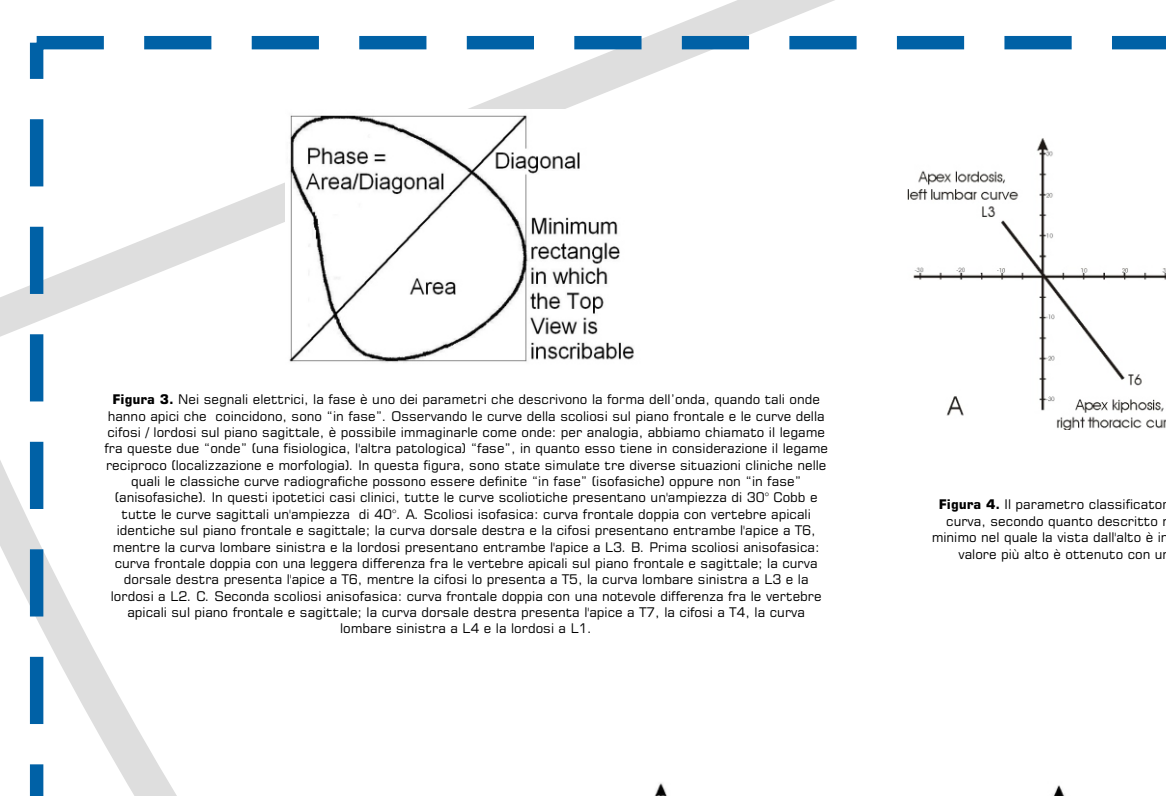 Phase =
Area/Diagonal
Diagonal
Minimum
rectangle
in which
the Top
View is
inscribable
Area
Figura 3. Nei segnali elettrici, la fase è uno dei parametri che descrivono la forma dell'onda, quando tali onde
hanno apici che coincidono, sono "in fase". Osservando le curve della scoliosi sul piano frontale e le curve della
cifosi / lordosi sul piano sagittale, è possibile immaginarle come onde: per analogia, abbiamo chiamato il legame
fra queste due "onde" (una fisiologica, l'altra patologica) "fase", in quanto esso tiene in considerazione il legame
reciproco (localizzazione e morfologia). In questa figura, sono state simulate tre diverse situazioni cliniche nelle
quali le classiche curve radiografiche possono essere definite "in fase" (isofasiche) oppure non "in fase"
(anisofasiche). In questi ipotetici casi clinici, tutte le curve scoliotiche presentano un'ampiezza di 30° Cobb e
tutte le curve sagittali un'ampiezza di 40°. A. Scoliosi isofasica: curva frontale doppia con vertebre apicali
identiche sul piano frontale e sagittale; la curva dorsale destra e la cifosi presentano entrambe l'apice a T6,
mentre la curva lombare sinistra e la lordosi presentano entrambe l'apice a L3. B. Prima scoliosi anisofasica:
curva frontale doppia con una leggera differenza fra le vertebre apicali sul piano frontale e sagittale; la curva
dorsale destra presenta l'apice a T6, mentre la cifosi lo presenta a T5, la curva lombare sinistra a L3 e la
lordosi a L2. C. Seconda scoliosi anisofasica: curva frontale doppia con una notevole differenza fra le vertebre
apicali sul piano frontale e sagittale; la curva dorsale destra presenta l'apice a T7, la cifosi a T4, la curva
lombare sinistra a L4 e la lordosi a L1.
Apex lordosis,
left lumbar curve
L3
T6
A
Apex kiphosis,
right thoracic cur
Figura 4. Il parametro classificator
curva, secondo quanto descritto
minimo nel quale la vista dall'alto è in
valore più alto è ottenuto con un